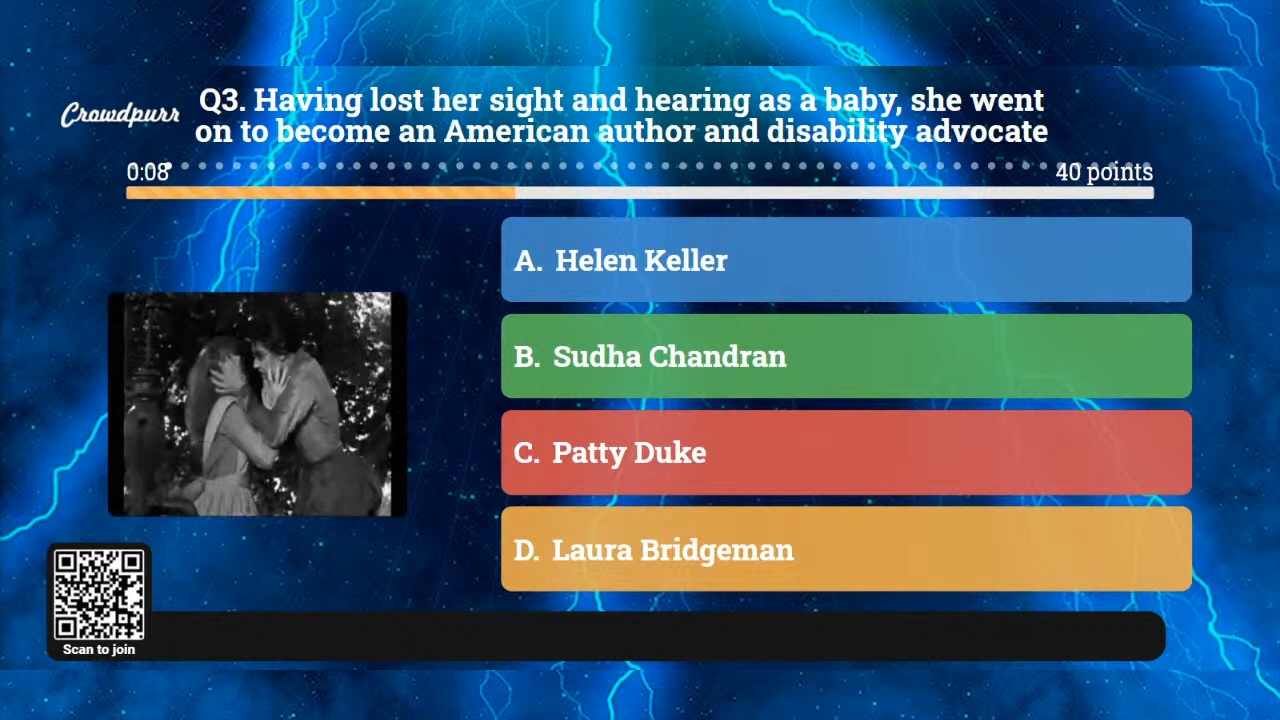 Crowdpurr
Q3. Having lost her sight and hearing as a baby, she went
on to become an American author and disability advocate
0:08
40 points
A. Helen Keller
B. Sudha Chandran
C. Patty Duke
D. Laura Bridgeman
Scan to join